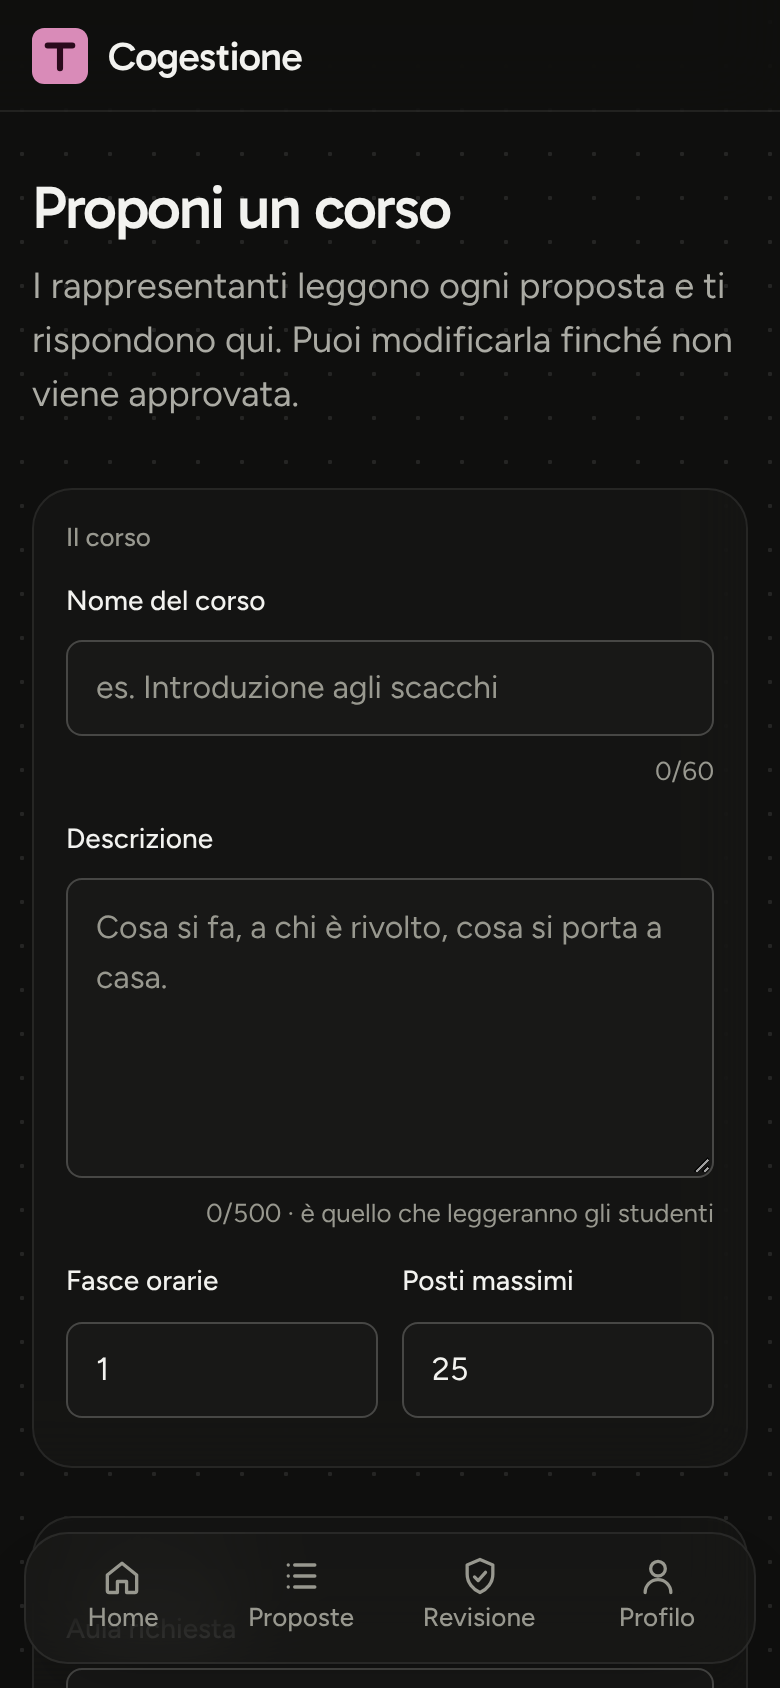 T Cogestione
Proponi un corso
I rappresentanti leggono ogni proposta e ti
rispondono qui. Puoi modificarla finché non
viene approvata.
Il corso
Nome del corso
es. Introduzione agli scacchi
0/60
Descrizione
Cosa si fa, a chi è rivolto, cosa si porta a
casa.
0/500 · è quello che leggeranno gli studenti
Fasce orarie Posti massimi
1 25
Aula richiesta
Home Proposte Revisione Profilo